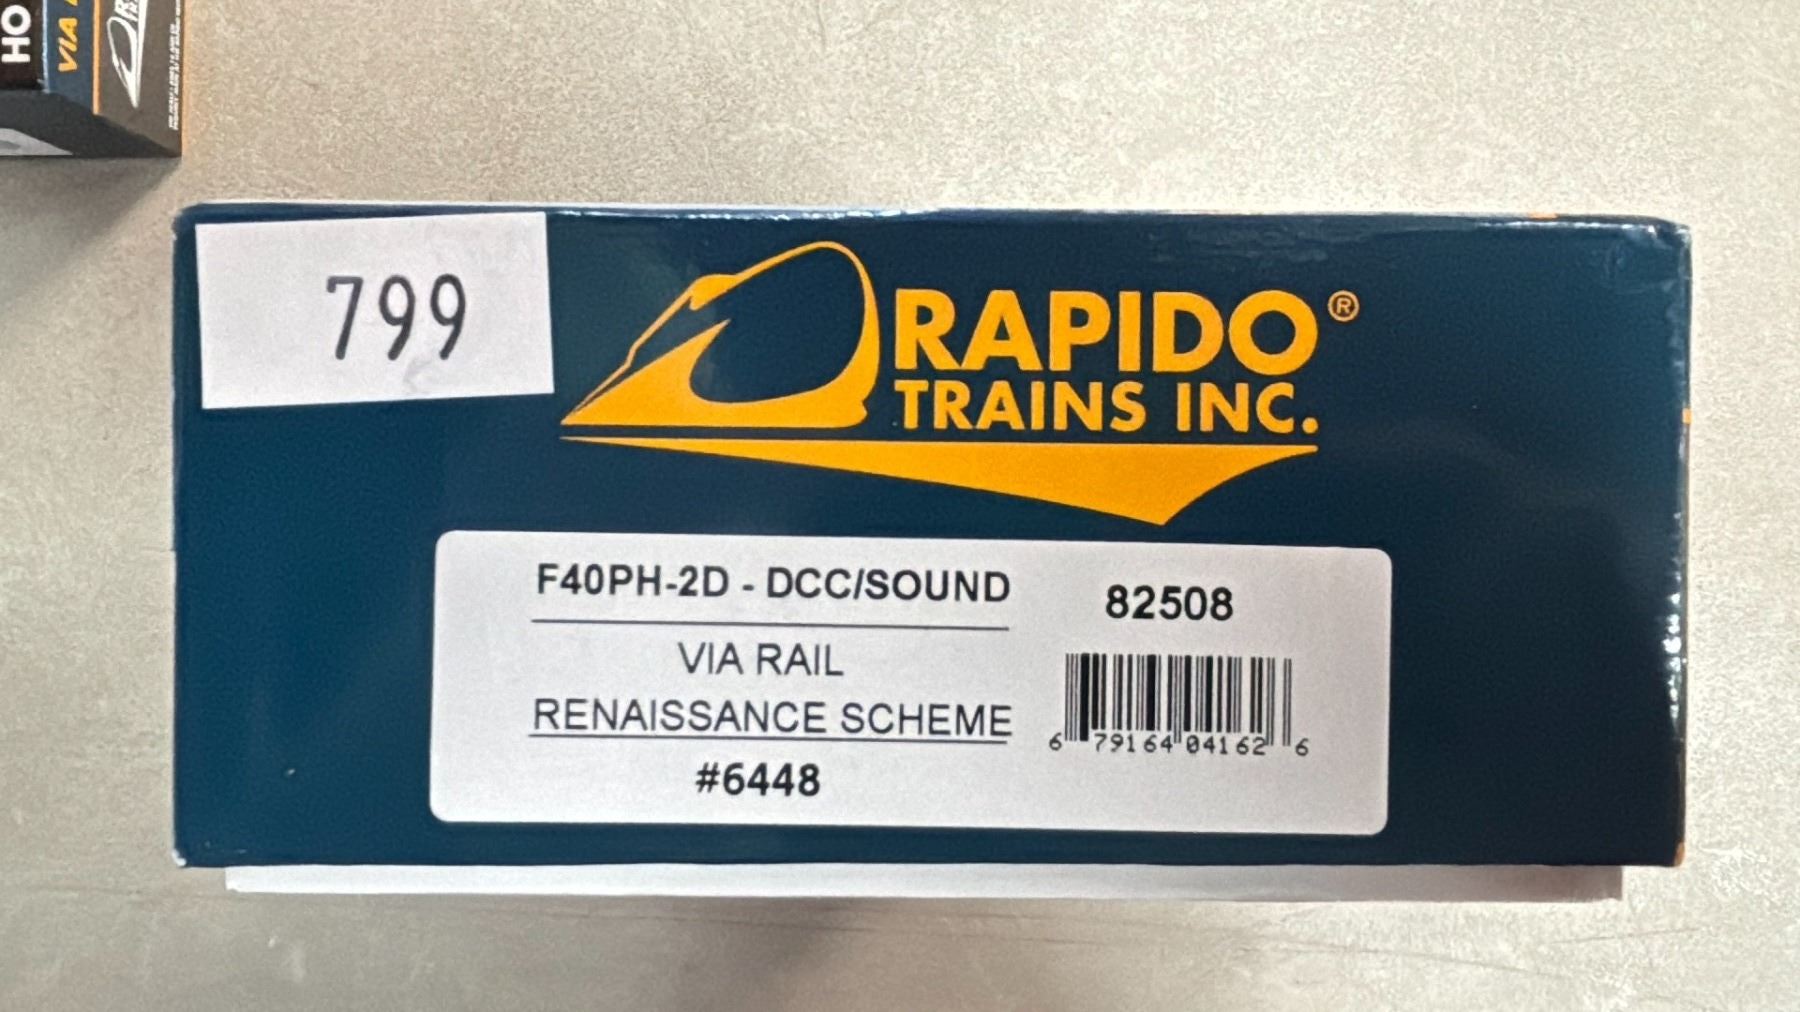 HO
VIA
799
RAPIDO®
TRAINS INC.
F40PH-2D - DCC/SOUND
82508
VIA RAIL
RENAISSANCE SCHEME
#6448
6 79164 04162 6